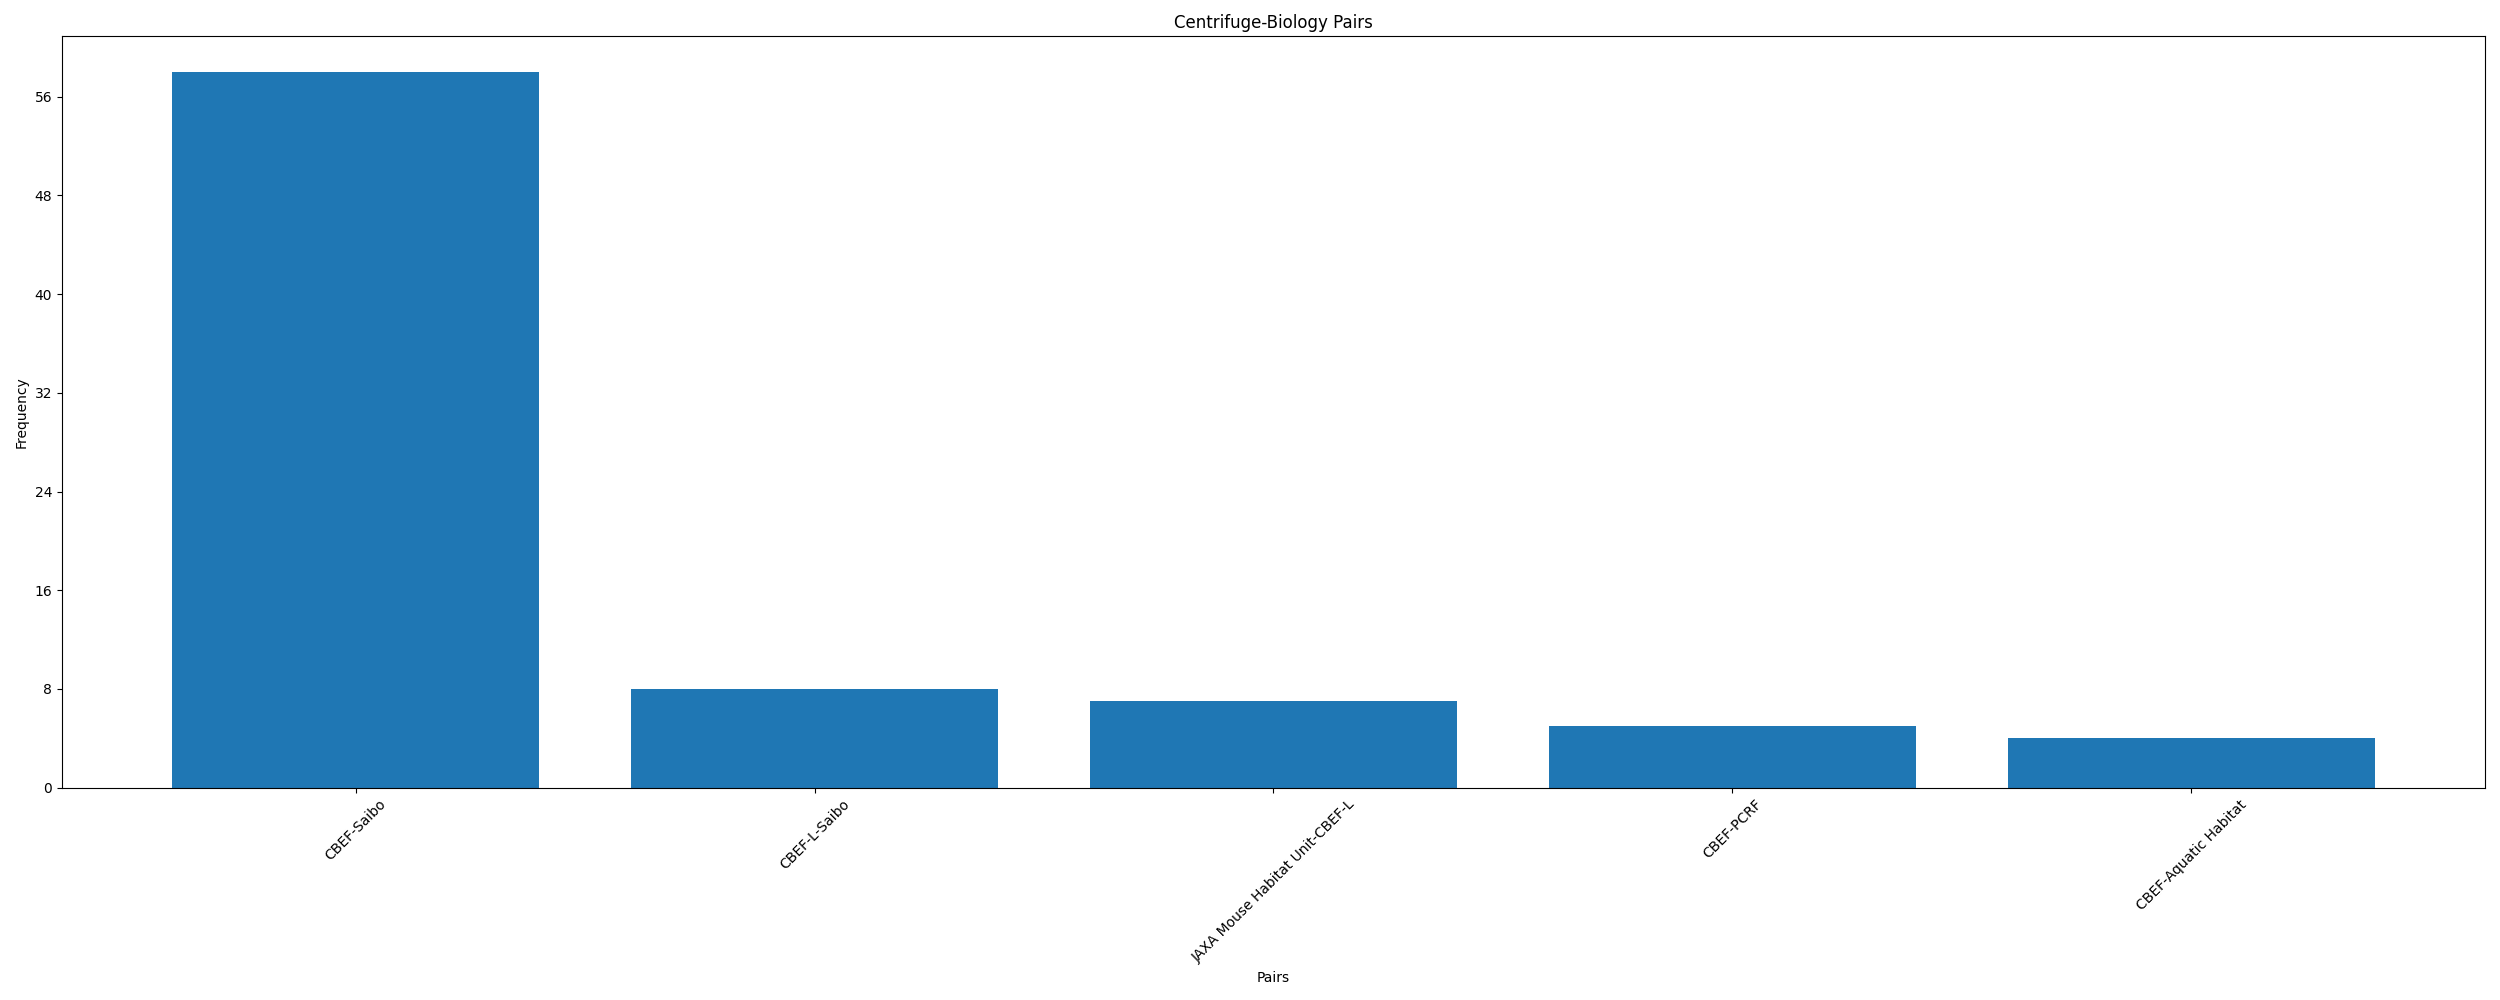 Centrifuge-Biology Pairs
56
48
40
32
24
16
8
0
Frequency
CBEF-Saibo
CBEF-L-Saibo
JAXA Mouse Habitat Unit-CBEF-L
CBEF-PCRF
CBEF-Aquatic Habitat
Pairs